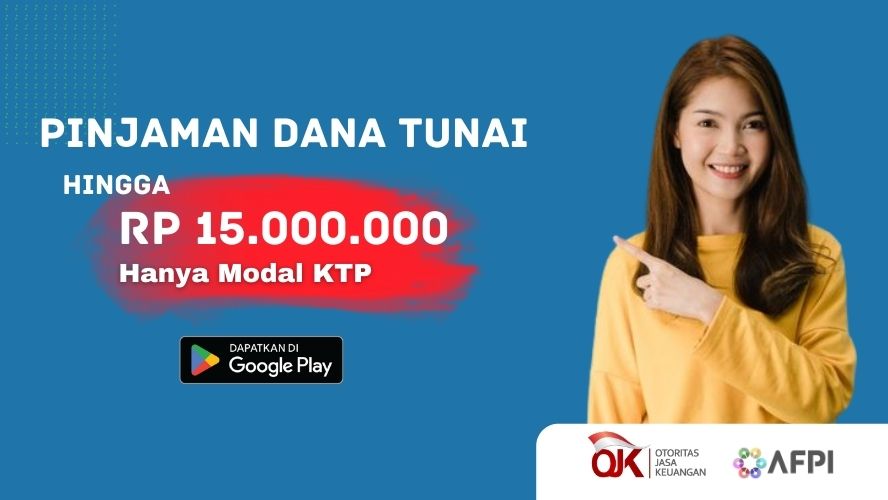 PINJAMAN DANA TUNAI
HINGGA
RP 15.000.000
Hanya Modal KTP
DAPATKAN DI
Google Play
OJK
OTORITAS
JASA
KEUANGAN
AFPI